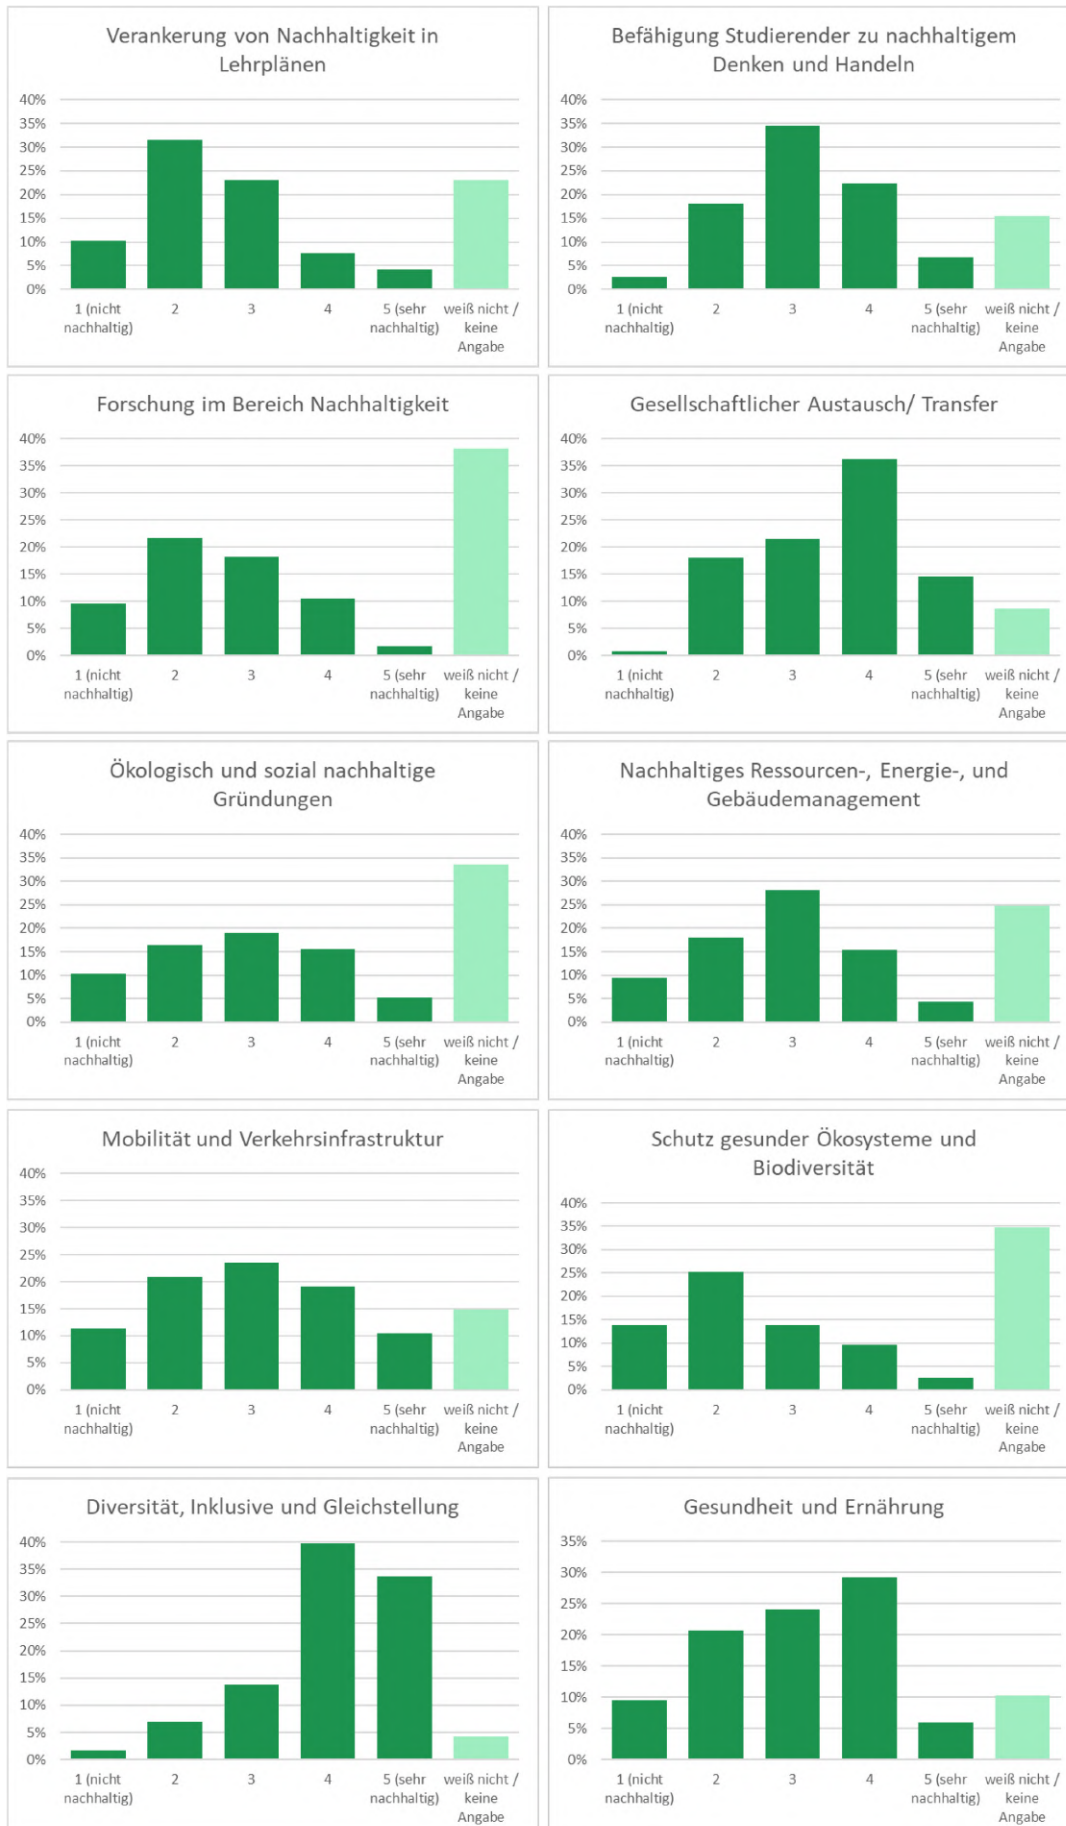 Verankerung von Nachhaltigkeit in
Lehrplänen
40%
35%
30%
25%
20%
15%
10%
5%
0%
1 (nicht
nachhaltig)
2
3
4
5 (sehr
nachhaltig)
weiß nicht /
keine
Angabe
Befähigung Studierender zu nachhaltigem
Denken und Handeln
40%
35%
30%
25%
20%
15%
10%
5%
0%
1 (nicht
nachhaltig)
2
3
4
5 (sehr
nachhaltig)
weiß nicht /
keine
Angabe
Forschung im Bereich Nachhaltigkeit
40%
35%
30%
25%
20%
15%
10%
5%
0%
1 (nicht
nachhaltig)
2
3
4
5 (sehr
nachhaltig)
weiß nicht /
keine
Angabe
Gesellschaftlicher Austausch/ Transfer
40%
35%
30%
25%
20%
15%
10%
5%
0%
1 (nicht
nachhaltig)
2
3
4
5 (sehr
nachhaltig)
weiß nicht /
keine
Angabe
Ökologisch und sozial nachhaltige
Gründungen
40%
35%
30%
25%
20%
15%
10%
5%
0%
1 (nicht
nachhaltig)
2
3
4
5 (sehr
nachhaltig)
weiß nicht /
keine
Angabe
Nachhaltiges Ressourcen-, Energie-, und
Gebäudemanagement
40%
35%
30%
25%
20%
15%
10%
5%
0%
1 (nicht
nachhaltig)
2
3
4
5 (sehr
nachhaltig)
weiß nicht /
keine
Angabe
Mobilität und Verkehrsinfrastruktur
40%
35%
30%
25%
20%
15%
10%
5%
0%
1 (nicht
nachhaltig)
2
3
4
5 (sehr
nachhaltig)
weiß nicht /
keine
Angabe
Schutz gesunder Ökosysteme und
Biodiversität
40%
35%
30%
25%
20%
15%
10%
5%
0%
1 (nicht
nachhaltig)
2
3
4
5 (sehr
nachhaltig)
weiß nicht /
keine
Angabe
Diversität, Inklusive und Gleichstellung
40%
35%
30%
25%
20%
15%
10%
5%
0%
1 (nicht
nachhaltig)
2
3
4
5 (sehr
nachhaltig)
weiß nicht /
keine
Angabe
Gesundheit und Ernährung
35%
30%
25%
20%
15%
10%
5%
0%
1 (nicht
nachhaltig)
2
3
4
5 (sehr
nachhaltig)
weiß nicht /
keine
Angabe